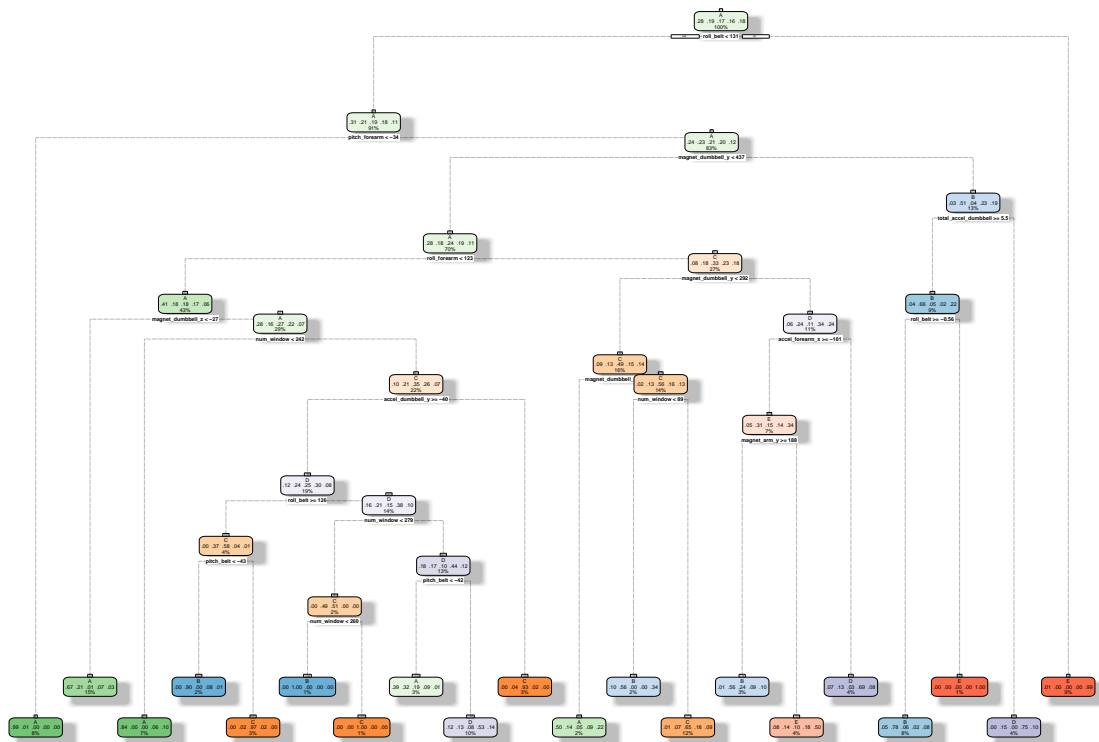 A
.28 .19 .17 .16 .18
100%
roll_belt < 131
A
.31 .21 .19 .18 .11
91%
pitch_forearm < −34
A
.24 .23 .21 .20 .12
83%
magnet_dumbbell_y < 437
B
.03 .51 .04 .23 .19
13%
total_accel_dumbbell >= 5.5
A
.28 .18 .24 .19 .11
70%
roll_forearm < 123
C
.08 .18 .33 .23 .18
27%
magnet_dumbbell_y < 292
A
.41 .18 .18 .17 .06
43%
magnet_dumbbell_z < −27
B
.04 .66 .05 .02 .22
9%
roll_belt >= −0.56
A
.28 .16 .27 .22 .07
29%
num_window < 242
D
.06 .24 .11 .34 .24
11%
accel_forearm_x >= −101
C
.09 .13 .49 .15 .14
16%
magnet_dumbbell_
C
.10 .21 .35 .26 .07
22%
accel_dumbbell_y >= −40
C
.02 .13 .56 .16 .13
14%
num_window < 89
E
.05 .31 .15 .14 .34
7%
magnet_arm_y >= 188
D
.12 .24 .25 .30 .08
19%
roll_belt >= 126
D
.16 .21 .15 .38 .10
14%
num_window < 279
C
.00 .37 .58 .04 .01
4%
pitch_belt < −43
D
.18 .17 .10 .44 .12
13%
pitch_belt < −42
C
.00 .49 .51 .00 .00
2%
num_window < 260
A
.67 .21 .01 .07 .03
15%
B
.00 .90 .00 .08 .01
2%
B
.00 1.00 .00 .00 .00
1%
A
.39 .32 .19 .09 .01
3%
C
.00 .04 .93 .02 .00
3%
B
.10 .56 .00 .00 .34
2%
B
.01 .56 .24 .09 .10
3%
D
.07 .13 .03 .69 .08
4%
E
.00 .00 .00 .00 1.00
1%
E
.01 .00 .00 .00 .99
9%
A
.99 .01 .00 .00 .00
8%
A
.84 .00 .00 .06 .10
7%
C
.00 .02 .97 .02 .00
3%
C
.00 .00 1.00 .00 .00
1%
D
.12 .13 .08 .53 .14
10%
A
.50 .14 .05 .09 .22
2%
C
.01 .07 .65 .18 .09
12%
E
.08 .14 .10 .18 .50
4%
B
.05 .78 .06 .02 .08
8%
D
.00 .15 .00 .75 .10
4%